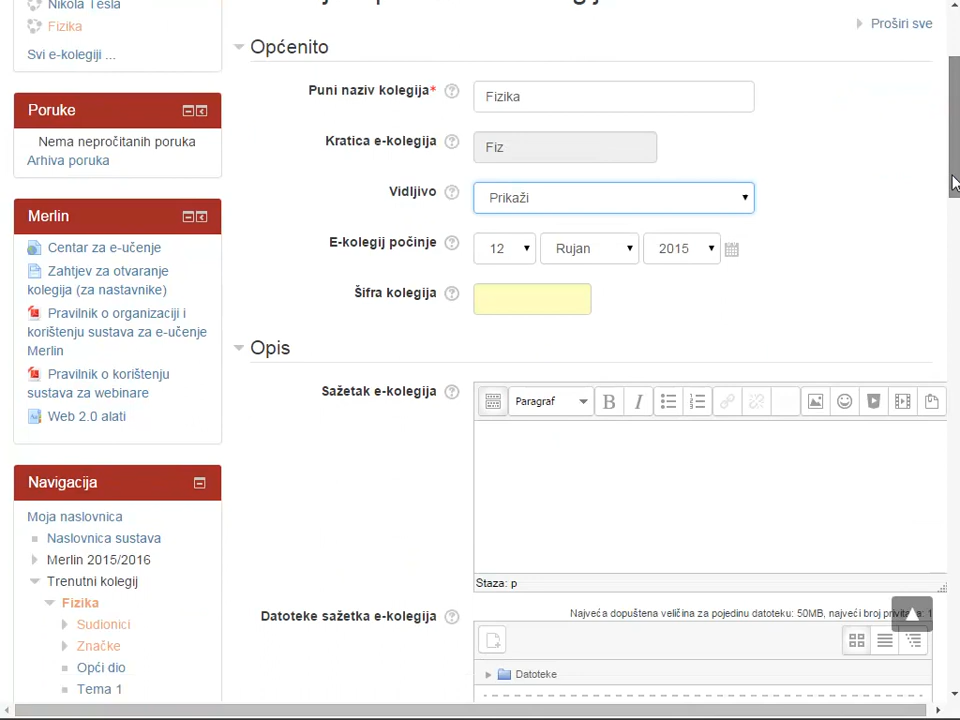 Nikola Tesla
Fizika
Svi e-kolegiji ...
Poruke
Nema nepročitanih poruka
Arhiva poruka
Merlin
Centar za e-učenje
Zahtjev za otvaranje
kolegija (za nastavnike)
Pravilnik o organizaciji i
korištenju sustava za e-učenje
Merlin
Pravilnik o korištenju
sustava za webinare
Web 2.0 alati
Navigacija
Moja naslovnica
Naslovnica sustava
Merlin 2015/2016
Trenutni kolegij
Fizika
Sudionici
Značke
Opći dio
Tema 1
Proširi sve
Općenito
Puni naziv kolegija*
Fizika
Kratica e-kolegija
Fiz
Vidljivo
Prikaži
E-kolegij počinje
12 Rujan 2015
Šifra kolegija
Opis
Sažetak e-kolegija
Paragraf
B I
Staza: p
Datoteke sažetka e-kolegija
Najveća dopuštena veličina za pojedinu datoteku: 50MB, najveći broj 1
Datoteke